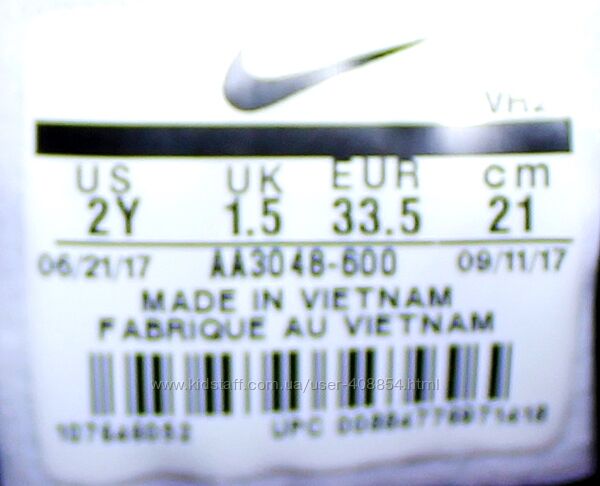 US UK EUR cm
2Y 1.5 33.5 21
06/21/17 AA3048-600 09/11/17
MADE IN VIETNAM
FABRIQUE AU VIETNAM
www.kidstaff.com.ua/user-408854.html
UPC